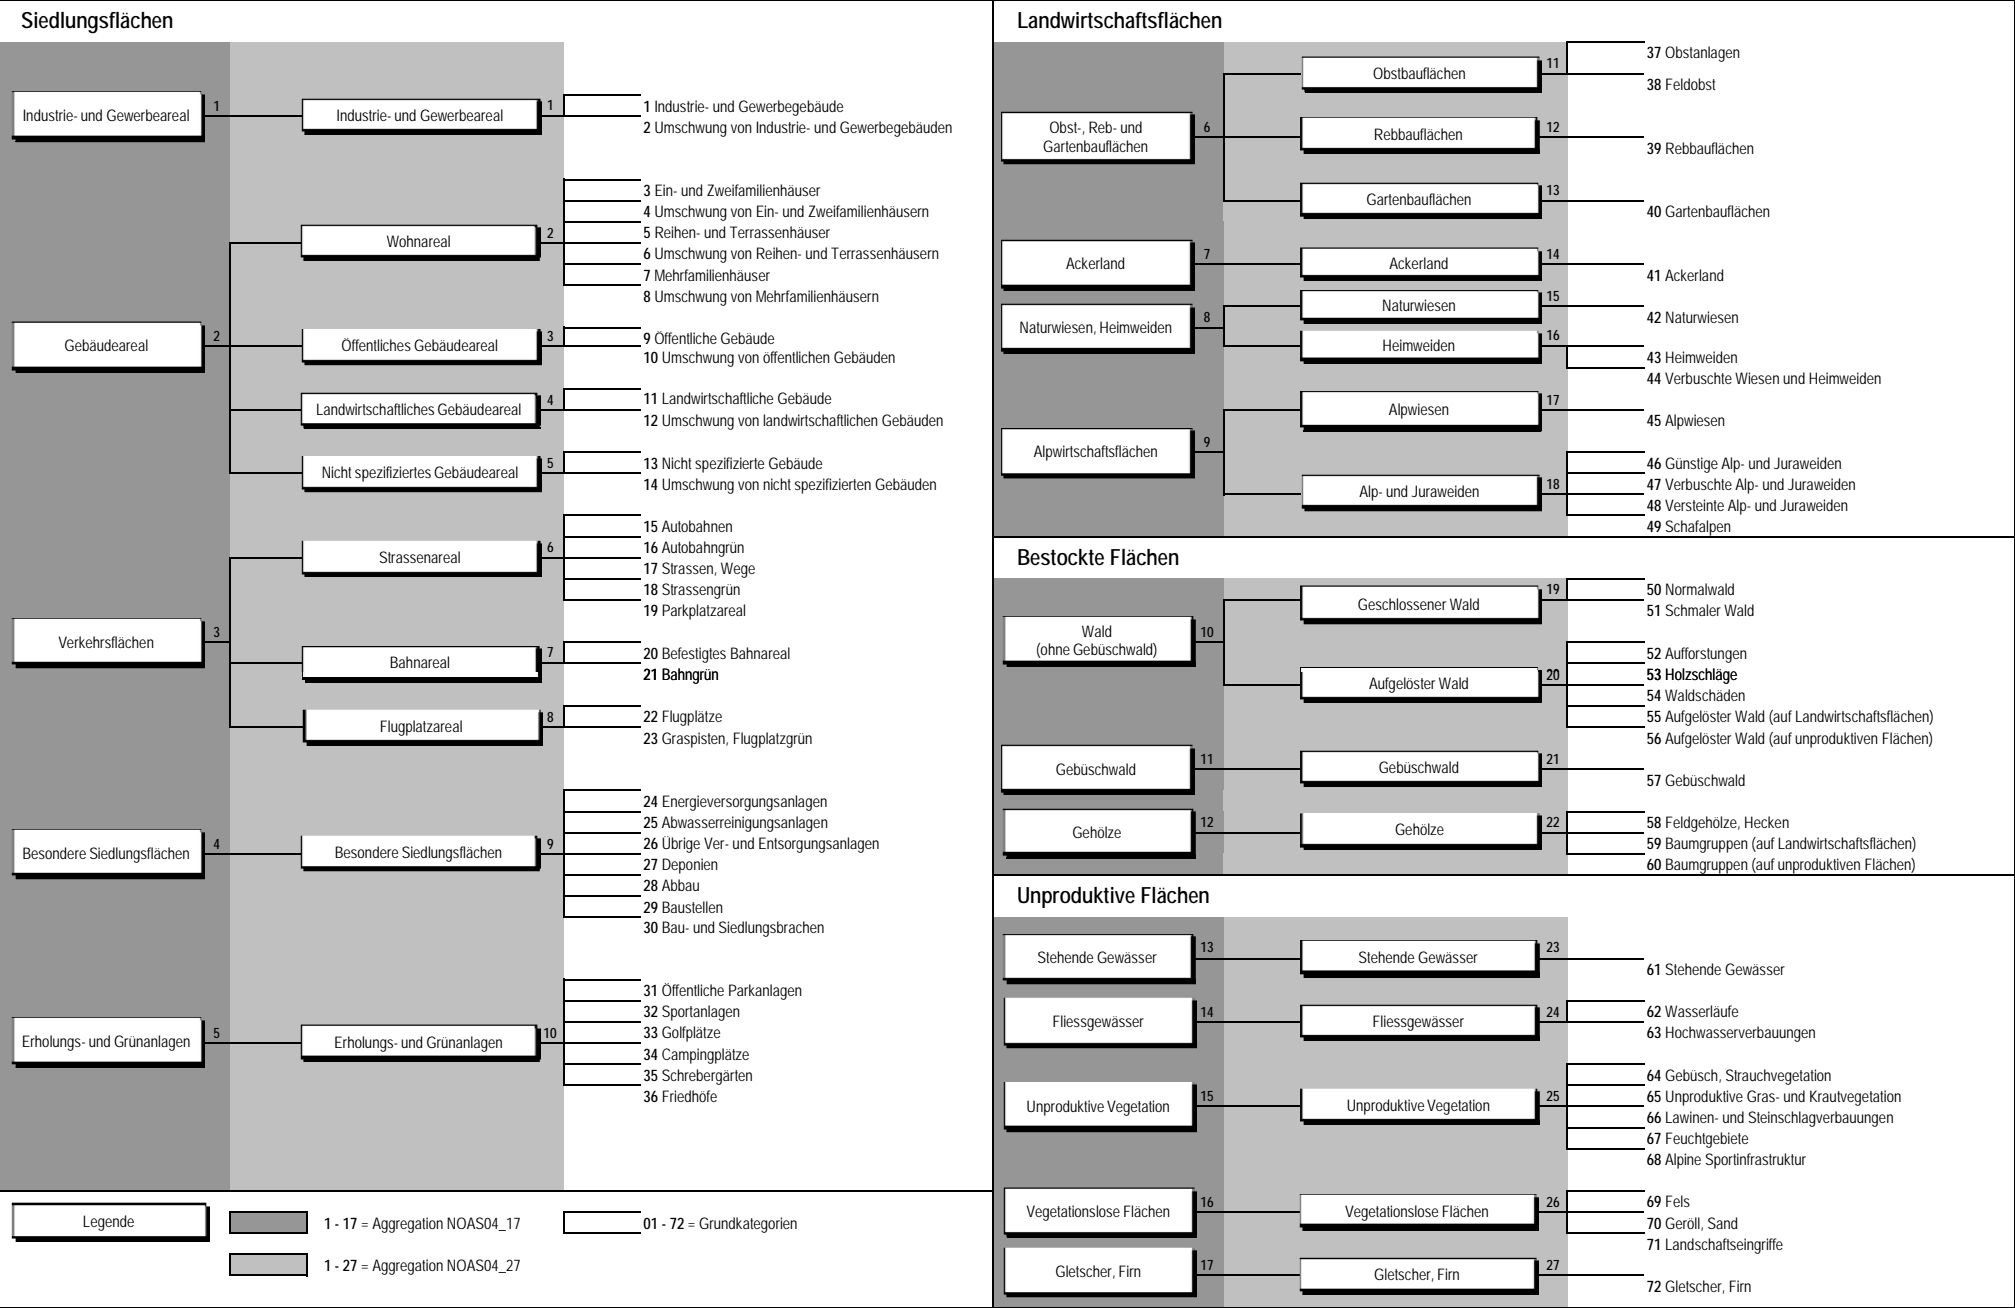 Siedlungsflächen
Industrie- und Gewerbeareal
1
Industrie- und Gewerbeareal
1
1 Industrie- und Gewerbegebäude
2 Umschwung von Industrie- und Gewerbegebäuden
Gebäudeareal
2
Wohnareal
2
3 Ein- und Zweifamilienhäuser
4 Umschwung von Ein- und Zweifamilienhäusern
5 Reihen- und Terrassenhäuser
6 Umschwung von Reihen- und Terrassenhäusern
7 Mehrfamilienhäuser
8 Umschwung von Mehrfamilienhäusern
Öffentliches Gebäudeareal
3
9 Öffentliche Gebäude
10 Umschwung von öffentlichen Gebäuden
Landwirtschaftliches Gebäudeareal
4
11 Landwirtschaftliche Gebäude
12 Umschwung von landwirtschaftlichen Gebäuden
Nicht spezifiziertes Gebäudeareal
5
13 Nicht spezifizierte Gebäude
14 Umschwung von nicht spezifizierten Gebäuden
Verkehrsflächen
3
Strassenareal
6
15 Autobahnen
16 Autobahngrün
17 Strassen, Wege
18 Strassengrün
19 Parkplatzareal
Bahnareal
7
20 Befestigtes Bahnareal
21 Bahngrün
Flugplatzareal
8
22 Flugplätze
23 Graspisten, Flugplatzgrün
Besondere Siedlungsflächen
4
Besondere Siedlungsflächen
9
24 Energieversorgungsanlagen
25 Abwasserreinigungsanlagen
26 Übrige Ver- und Entsorgungsanlagen
27 Deponien
28 Abbau
29 Baustellen
30 Bau- und Siedlungsbrachen
Erholungs- und Grünanlagen
5
Erholungs- und Grünanlagen
10
31 Öffentliche Parkanlagen
32 Sportanlagen
33 Golfplätze
34 Campingplätze
35 Schrebergärten
36 Friedhöfe
Legende
1 - 17 = Aggregation NOAS04_17
1 - 27 = Aggregation NOAS04_27
01 - 72 = Grundkategorien
Landwirtschaftsflächen
Obst-, Reb- und
Gartenbauflächen
6
Obstbauflächen
11
37 Obstanlagen
38 Feldobst
Rebbauflächen
12
39 Rebbauflächen
Gartenbauflächen
13
40 Gartenbauflächen
Ackerland
7
Ackerland
14
41 Ackerland
Naturwiesen, Heimweiden
8
Naturwiesen
15
42 Naturwiesen
Heimweiden
16
43 Heimweiden
44 Verbuschte Wiesen und Heimweiden
Alpwirtschaftsflächen
9
Alpwiesen
17
45 Alpwiesen
Alp- und Juraweiden
18
46 Günstige Alp- und Juraweiden
47 Verbuschte Alp- und Juraweiden
48 Versteinte Alp- und Juraweiden
49 Schafalpen
Bestockte Flächen
Wald
(ohne Gebüschwald)
10
Geschlossener Wald
19
50 Normalwald
51 Schmaler Wald
Aufgelöster Wald
20
52 Aufforstungen
53 Holzschläge
54 Waldschäden
55 Aufgelöster Wald (auf Landwirtschaftsflächen)
56 Aufgelöster Wald (auf unproduktiven Flächen)
Gebüschwald
11
Gebüschwald
21
57 Gebüschwald
Gehölze
12
Gehölze
22
58 Feldgehölze, Hecken
59 Baumgruppen (auf Landwirtschaftsflächen)
60 Baumgruppen (auf unproduktiven Flächen)
Unproduktive Flächen
Stehende Gewässer
13
Stehende Gewässer
23
61 Stehende Gewässer
Fliessgewässer
14
Fliessgewässer
24
62 Wasserläufe
63 Hochwasserverbauungen
Unproduktive Vegetation
15
Unproduktive Vegetation
25
64 Gebüsch, Strauchvegetation
65 Unproduktive Gras- und Krautvegetation
66 Lawinen- und Steinschlagverbauungen
67 Feuchtgebiete
68 Alpine Sportinfrastruktur
Vegetationslose Flächen
16
Vegetationslose Flächen
26
69 Fels
70 Geröll, Sand
71 Landschaftseingriffe
Gletscher, Firn
17
Gletscher, Firn
27
72 Gletscher, Firn